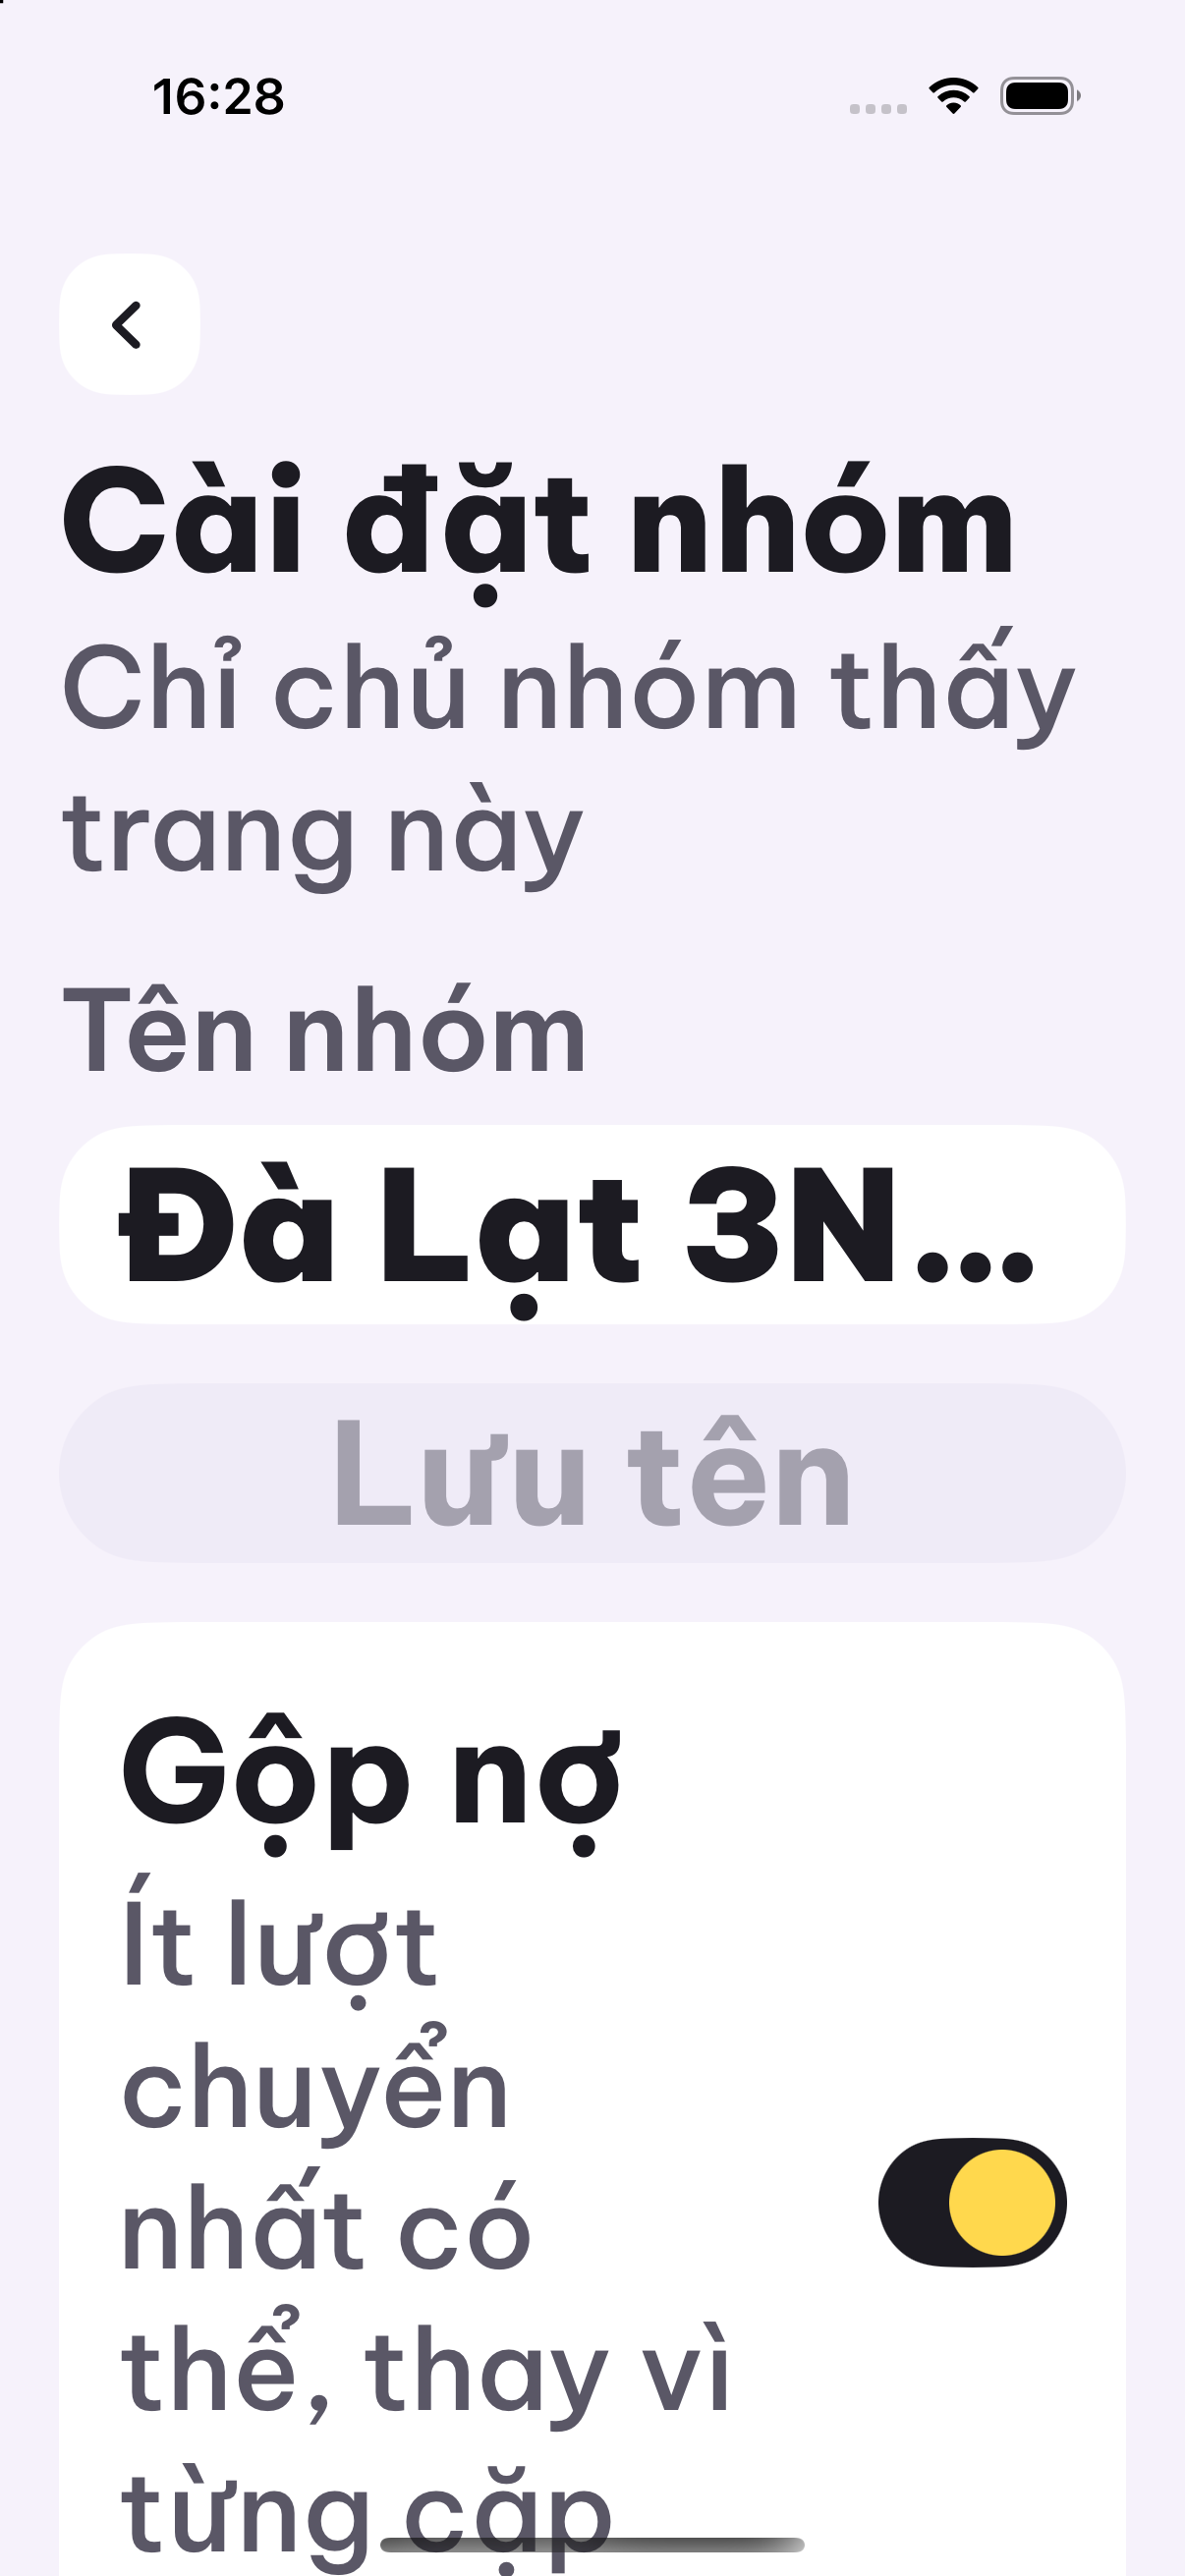 16:28
Cài đặt nhóm
Chỉ chủ nhóm thấy
trang này
Tên nhóm
Đà Lạt 3N...
Lưu tên
Gộp nợ
Ít lượt
chuyển
nhất có
thể, thay vì
từng cặp